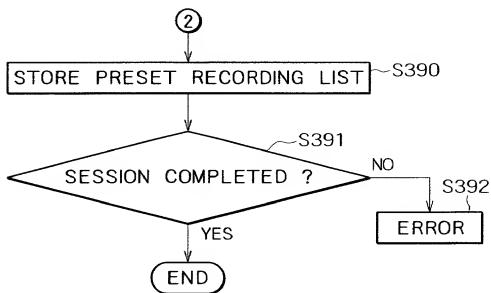 2
STORE PRESET RECORDING LIST
S390
S391
SESSION COMPLETED ?
NO
S392
ERROR
YES
END